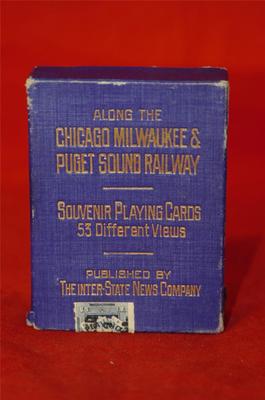 ALONG THE
CHICAGO MILWAUKEE &
PUGET SOUND RAILWAY
SOUVENIR PLAYING CARDS
53 Different Views
PUBLISHED BY
THE INTER-STATE NEWS COMPANY